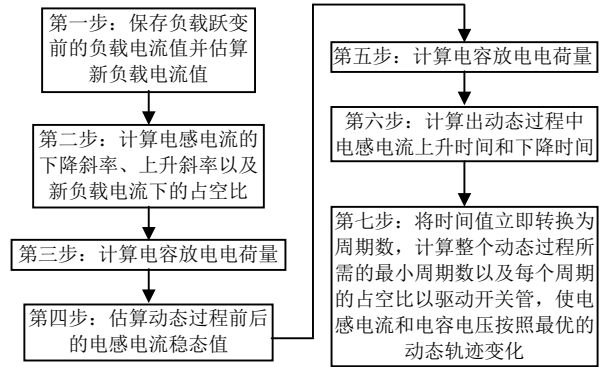 第一步：保存负载跃变
前的负载电流值并估算
新负载电流值
第二步：计算电感电流的
下降斜率、上升斜率以及
新负载电流下的占空比
第三步：计算电容放电电荷量
第四步：估算动态过程前后
的电感电流稳态值
第五步：计算电容放电电荷量
第六步：计算出动态过程中
电感电流上升时间和下降时间
第七步：将时间值立即转换为
周期数，计算整个动态过程所
需的最小周期数以及每个周期
的占空比以驱动开关管，使电
感电流和电容电压按照最优的
动态轨迹变化